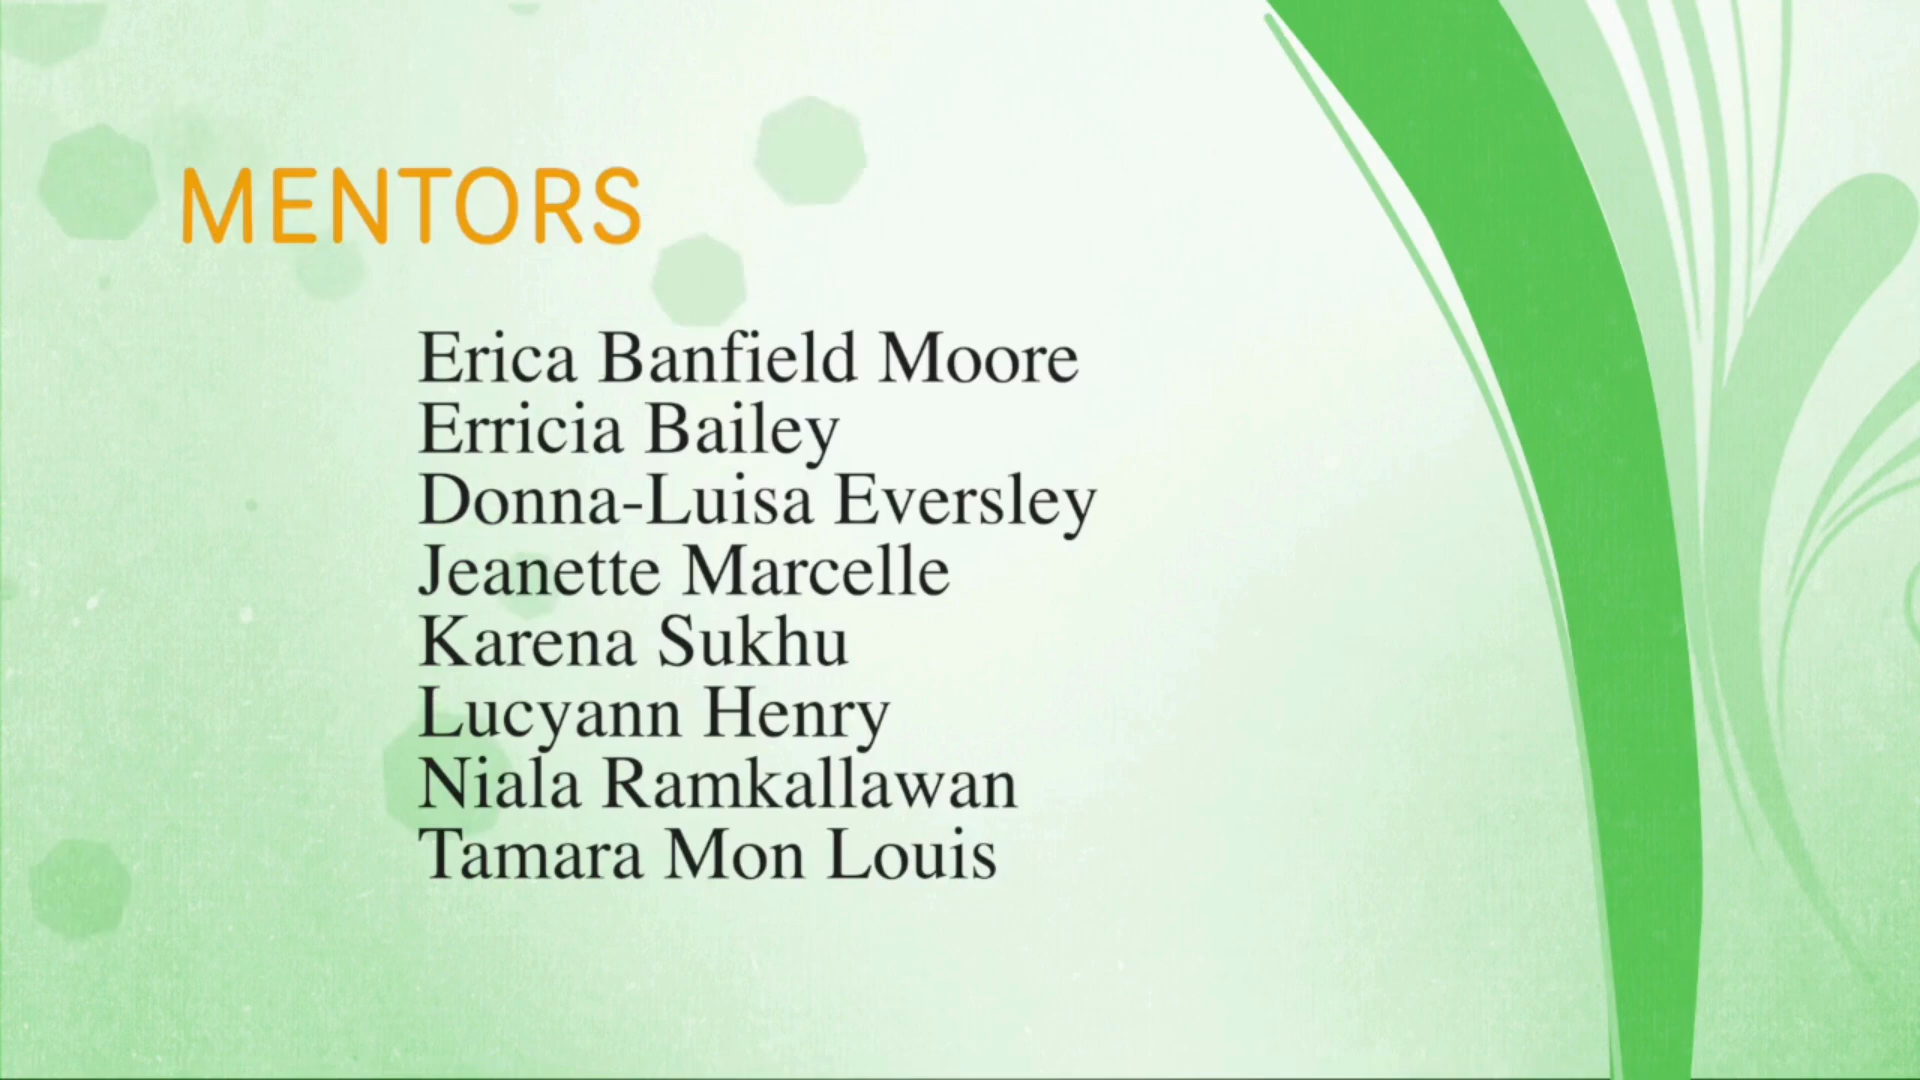 MENTORS
Erica Banfield Moore
Erricia Bailey
Donna-Luisa Eversley
Jeanette Marcelle
Karena Sukhu
Lucyann Henry
Niala Ramkallawan
Tamara Mon Louis